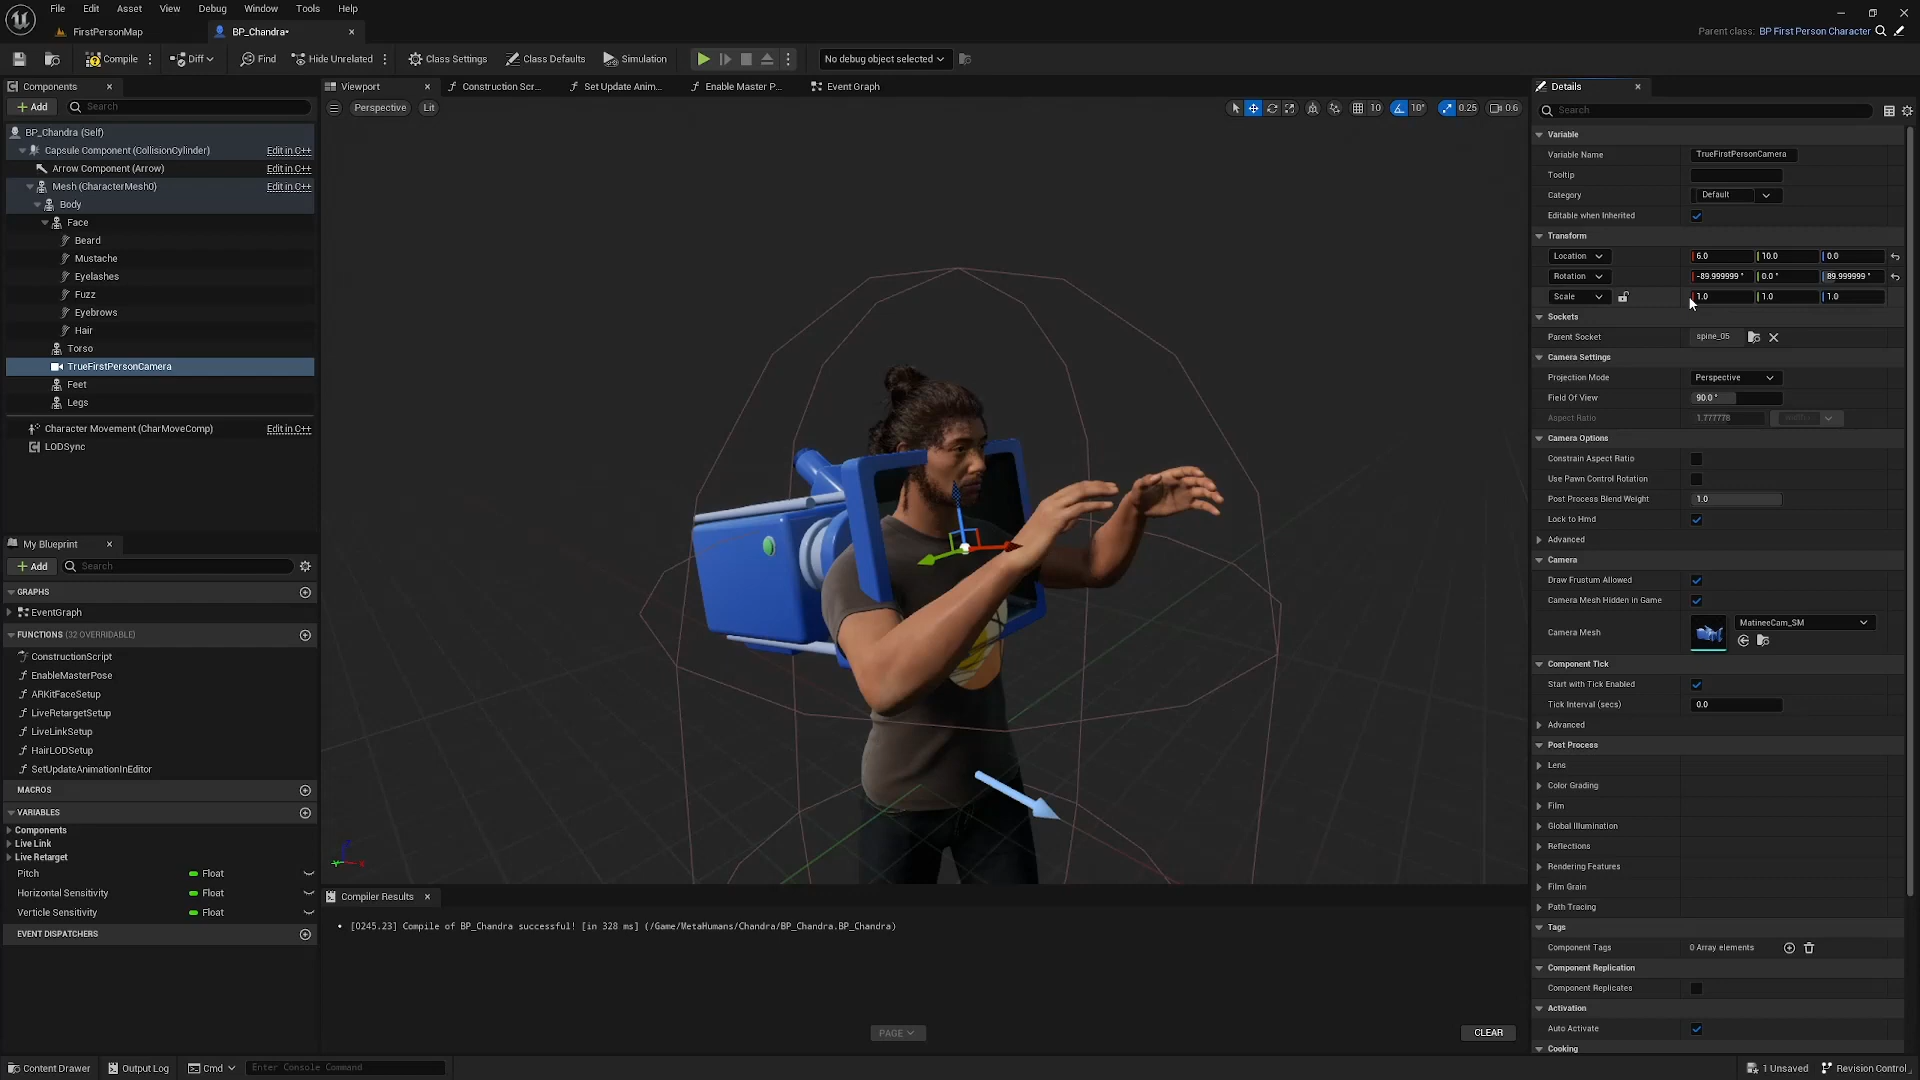 File Edit Asset View Debug Window Tools Help
FirstPersonMap
BP_Chandra*
Parent class: BP First Person Character
Compile
Diff
Find
Hide Unrelated
Class Settings
Class Defaults
Simulation
No debug object selected
Components
Add
Search
BP_Chandra (Self)
Capsule Component (CollisionCylinder) Edit in C++
Arrow Component (Arrow) Edit in C++
Mesh (CharacterMesh0) Edit in C++
Body
Face
Beard
Mustache
Eyelashes
Fuzz
Eyebrows
Hair
Torso
TrueFirstPersonCamera
Feet
Legs
Character Movement (CharMoveComp) Edit in C++
LODSync
My Blueprint
Add
Search
GRAPHS
EventGraph
FUNCTIONS (32 OVERRIDABLE)
ConstructionScript
EnableMasterPose
ARKitFaceSetup
LiveRetargetSetup
LiveLinkSetup
HairLODSetup
SetUpdateAnimationInEditor
MACROS
VARIABLES
Components
Live Link
Live Retarget
Pitch Float
Horizontal Sensitivity Float
Verticle Sensitivity Float
EVENT DISPATCHERS
Viewport
Construction Scr...
Set Update Anim...
Enable Master P...
Event Graph
Perspective
Lit
10
10°
0.25
0.6
Compiler Results
• [0245.23] Compile of BP_Chandra successful! [in 328 ms] (/Game/MetaHumans/Chandra/BP_Chandra.BP_Chandra)
PAGE
CLEAR
Details
Search
Variable
Variable Name TrueFirstPersonCamera
Tooltip
Category Default
Editable when Inherited
Transform
Location 6.0 10.0 0.0
Rotation -89.999999 ° 0.0 ° 89.999999 °
Scale 1.0 1.0 1.0
Sockets
Parent Socket spine_05
Camera Settings
Projection Mode Perspective
Field Of View 90.0 °
Aspect Ratio 1.777778
Camera Options
Constrain Aspect Ratio
Use Pawn Control Rotation
Post Process Blend Weight 1.0
Lock to Hmd
Advanced
Camera
Draw Frustum Allowed
Camera Mesh Hidden in Game
Camera Mesh MatineeCam_SM
Component Tick
Start with Tick Enabled
Tick Interval (secs) 0.0
Advanced
Post Process
Lens
Color Grading
Film
Global Illumination
Reflections
Rendering Features
Film Grain
Path Tracing
Tags
Component Tags 0 Array elements
Component Replication
Component Replicates
Activation
Auto Activate
Cooking
Content Drawer
Output Log
Cmd
Enter Console Command
1 Unsaved
Revision Control